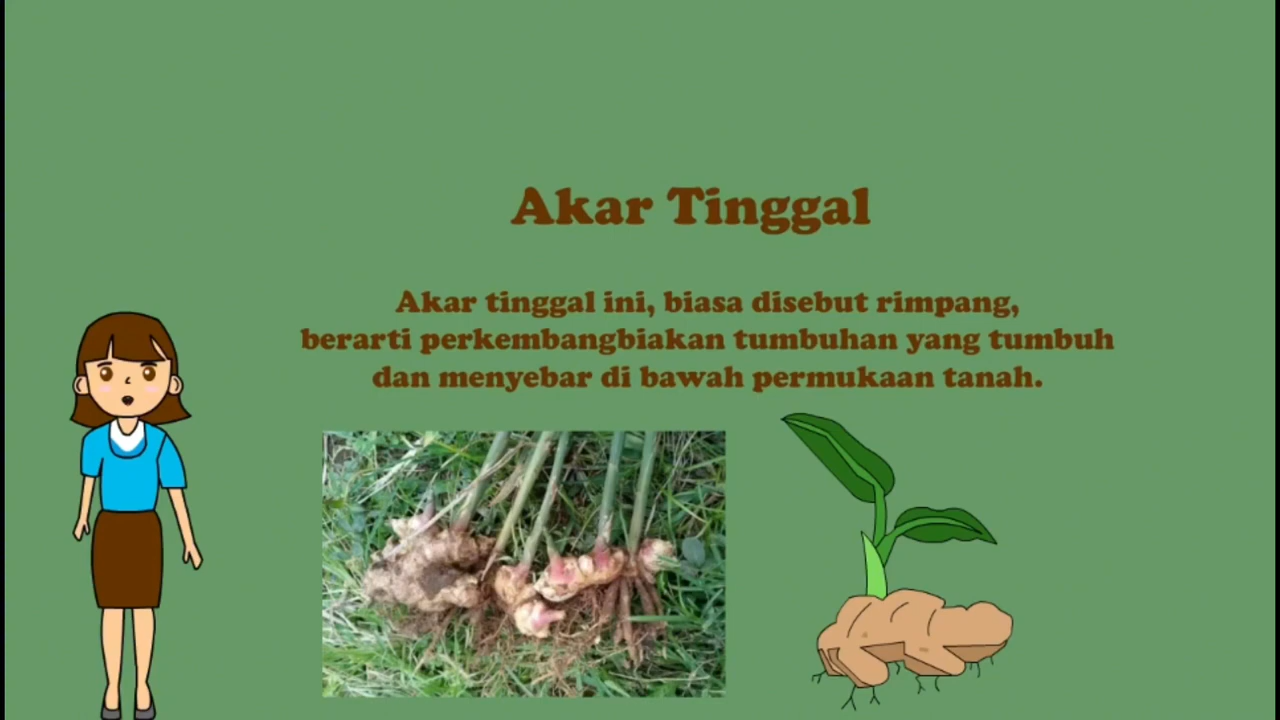 Akar Tinggal
Akar tinggal ini, biasa disebut rimpang,
berarti perkembangbiakan tumbuhan yang tumbuh
dan menyebar di bawah permukaan tanah.